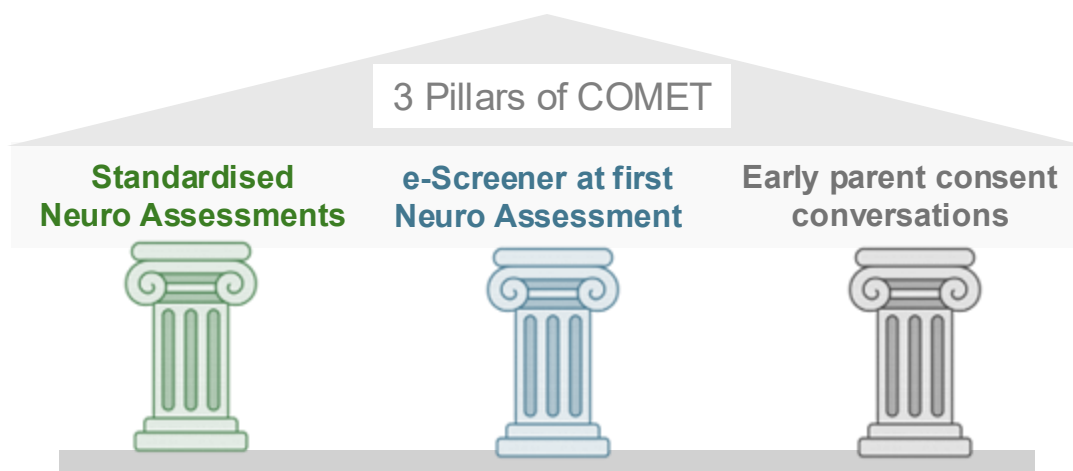 3 Pillars of COMET
Standardised
Neuro Assessments
e-Screener at first
Neuro Assessment
Early parent consent
conversations